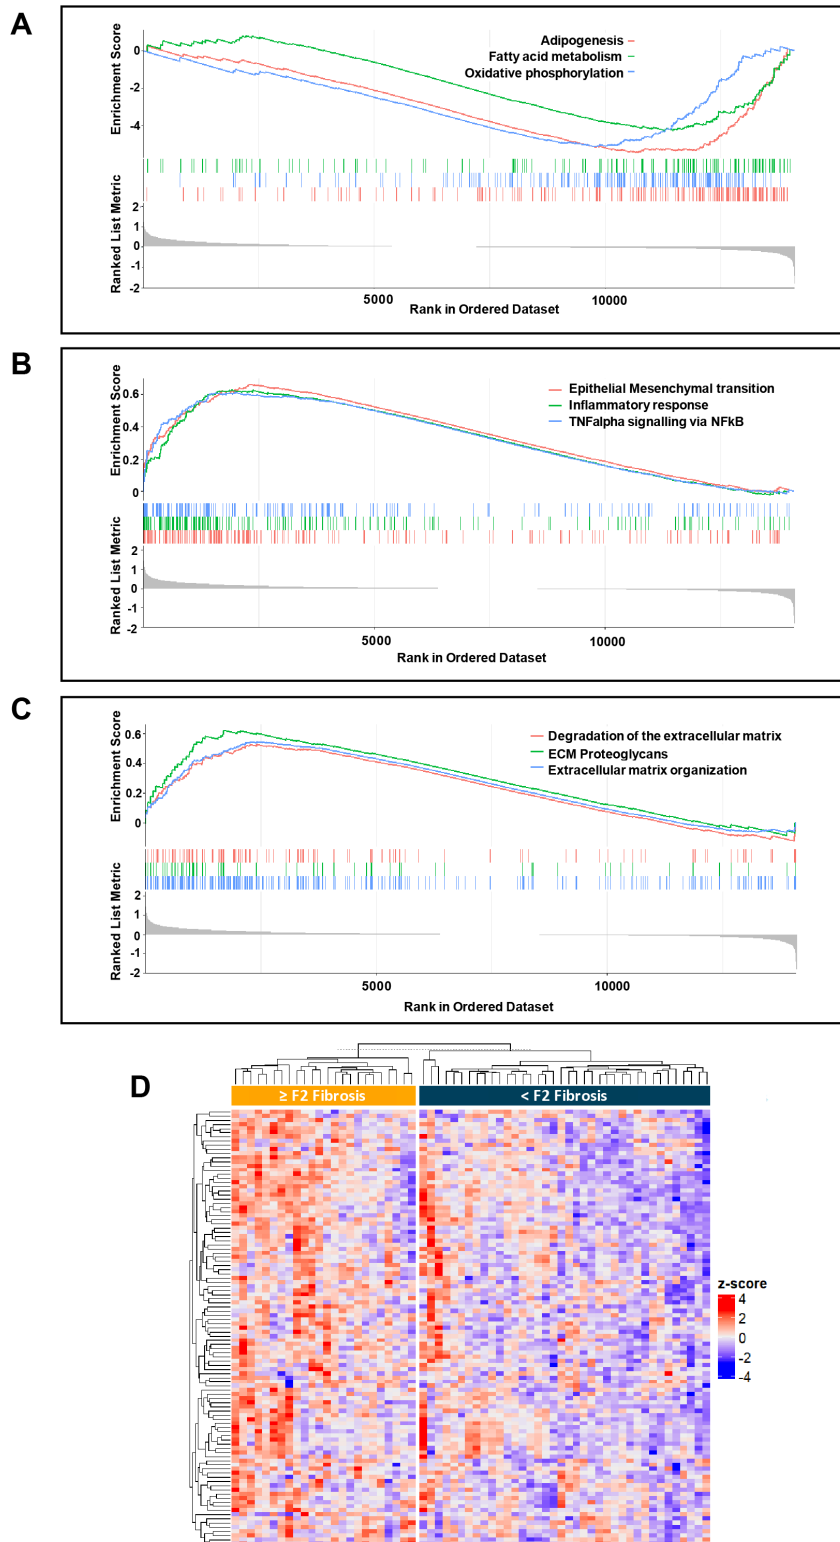 A
Enrichment Score
0
-2
-4
Adipogenesis
Fatty acid metabolism
Oxidative phosphorylation
Ranked List Metric
2
1
0
-1
-2
5000
10000
Rank in Ordered Dataset
B
Enrichment Score
0.6
0.4
0.2
0
Epithelial Mesenchymal transition
Inflammatory response
TNFalpha signalling via NFkB
Ranked List Metric
2
1
0
-1
-2
5000
10000
Rank in Ordered Dataset
C
Enrichment Score
0.6
0.4
0.2
0
Degradation of the extracellular matrix
ECM Proteoglycans
Extracellular matrix organization
Ranked List Metric
2
1
0
-1
-2
5000
10000
Rank in Ordered Dataset
D
≥ F2 Fibrosis
< F2 Fibrosis
z-score
4
2
0
-2
-4